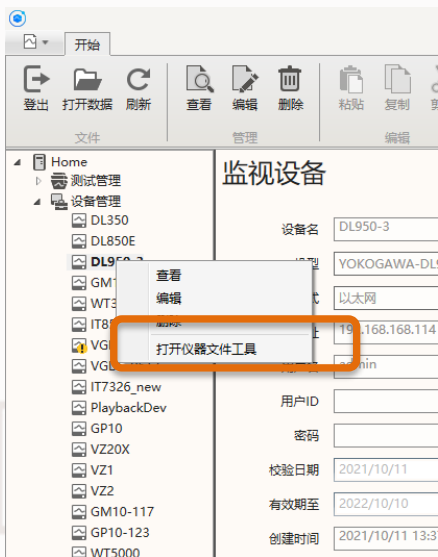 开始
登出 打开数据 刷新 查看 编辑 删除 粘贴 复制
文件 管理 编辑
Home
测试管理
设备管理
DL350
DL850E
DL950-3
IT7326_new
PlaybackDev
GP10
VZ20X
VZ1
VZ2
GM10-117
GP10-123
WT5000
查看
编辑
删除
打开仪器文件工具
监视设备
设备名 DL950-3
YOKOGAWA-DL9
以太网
192.168.168.114
用户ID
密码
校验日期 2021/10/11
有效期至 2022/10/10
创建时间 2021/10/11 13:3